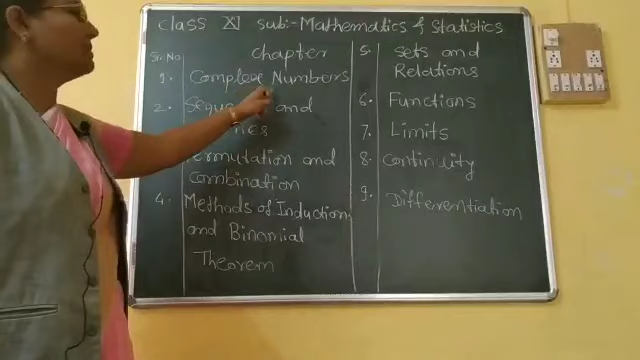 Class XI Sub:- Mathematics & Statistics
Sr. No Chapter
1. Complex Numbers
2. and
Permutation and
Combination
4. Methods of Induction
and Binomial
Theorem
5. Sets and
Relations
6. Functions
7. Limits
8. Continuity
9. Differentiation